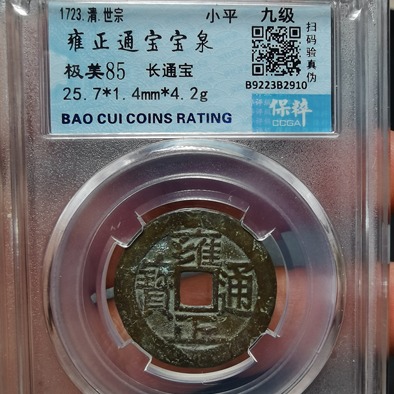 1723.清.世宗 小平 九级
雍正通宝宝泉
极美85 长通宝
25.7*1.4mm*4.2g
BAO CUI COINS RATING
扫码验真伪
B9223B2910
保粹
CCGA
雍正通寳